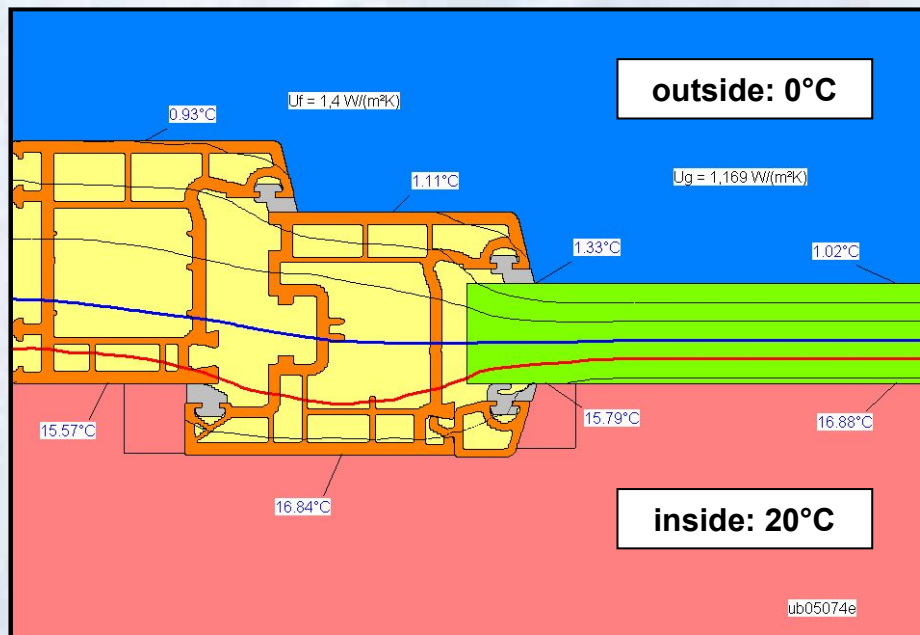 outside: 0°C
Uf = 1,4 W/(m²K)
0.93°C
Ug = 1,169 W/(m²K)
1.11°C
1.33°C
1.02°C
15.57°C
15.79°C
16.88°C
16.84°C
inside: 20°C
ub05074e